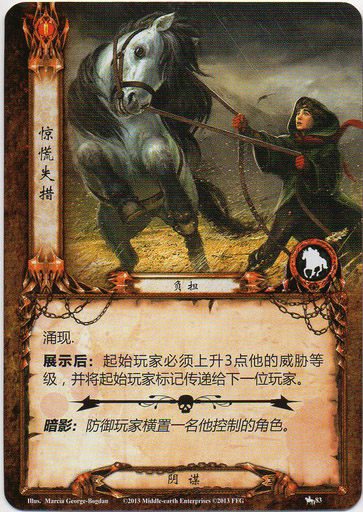 惊慌失措
负担
涌现.
展示后：起始玩家必须上升3点他的威胁等
级，并将起始玩家标记传递给下一位玩家。
暗影：防御玩家横置一名他控制的角色。
阴谋
Illus. Marcia George-Bogdan ©2013 Middle-earth Enterprises ©2013 FFG 83